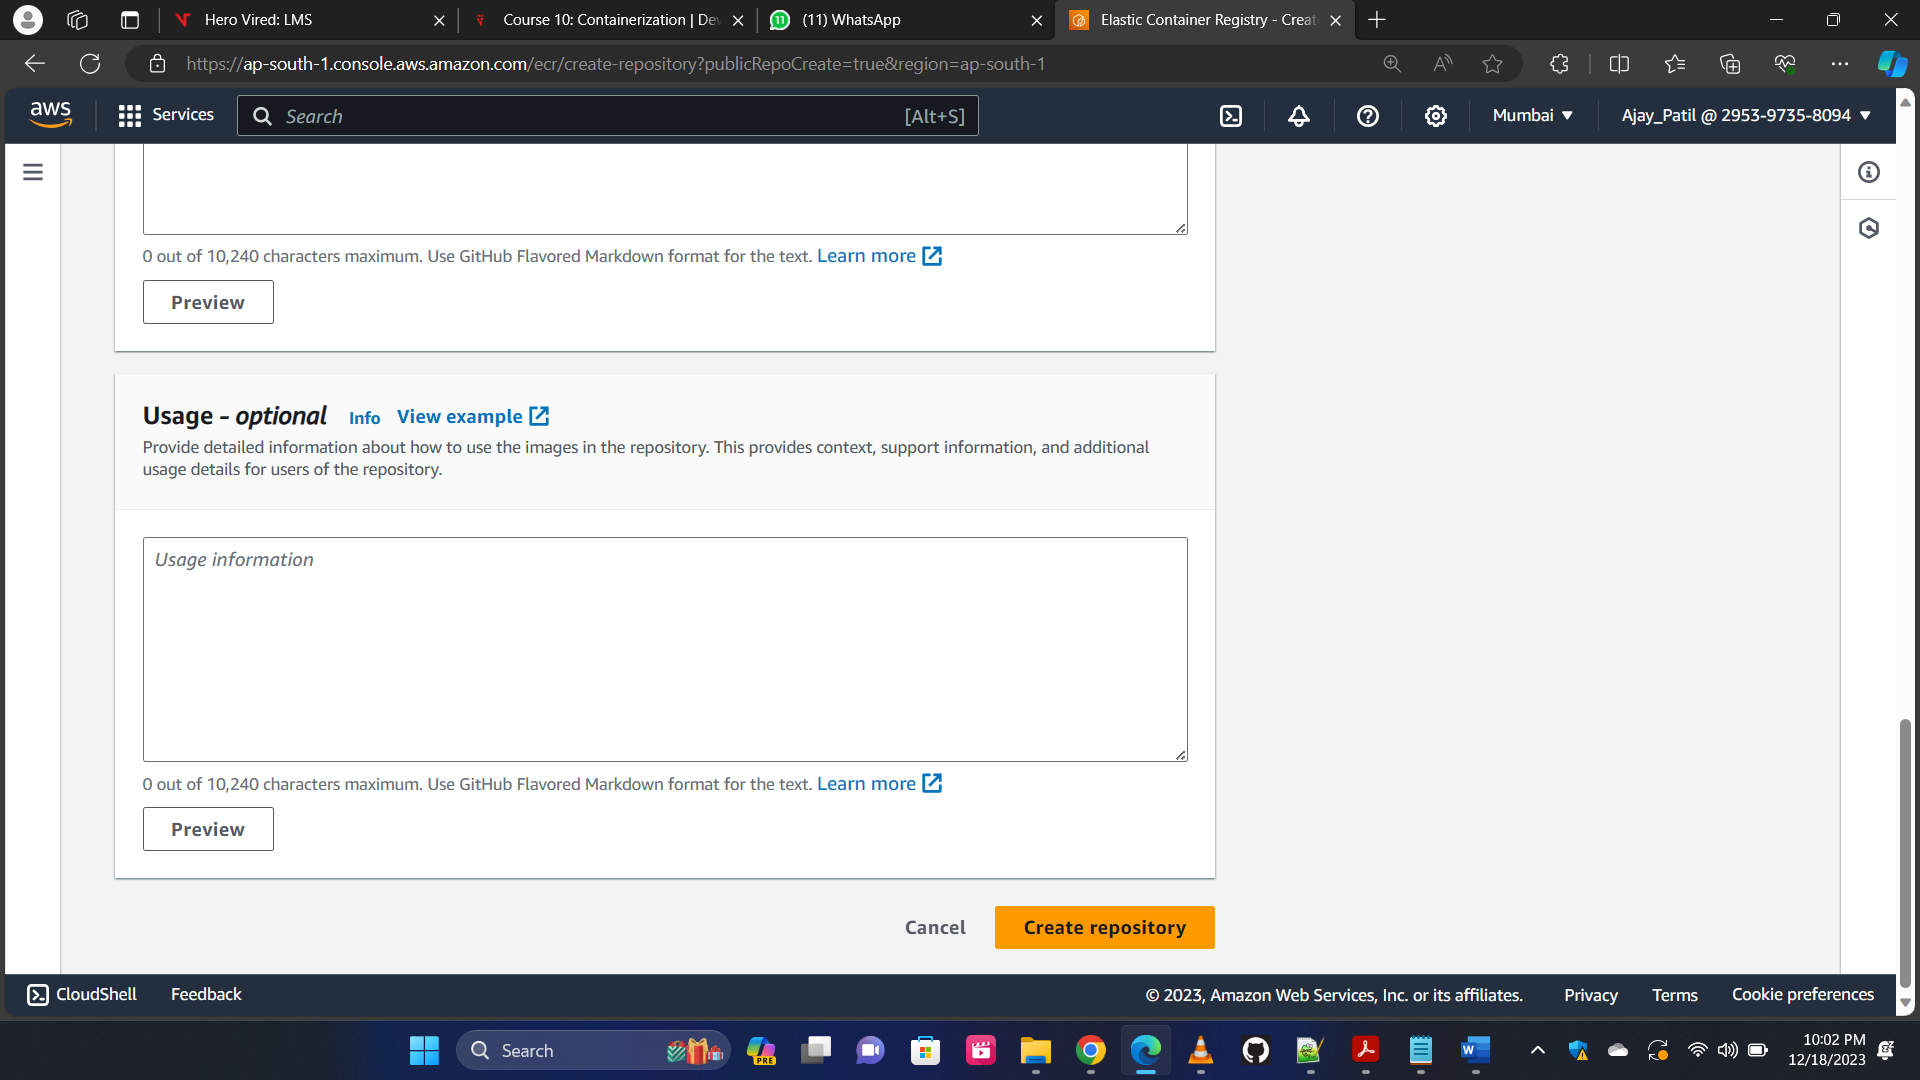 Hero Vired: LMS
Course 10: Containerization | De
(11) WhatsApp
Elastic Container Registry - Creat
https://ap-south-1.console.aws.amazon.com/ecr/create-repository?publicRepoCreate=true&region=ap-south-1
aws
Services
Search
[Alt+S]
Mumbai
Ajay_Patil @ 2953-9735-8094
0 out of 10,240 characters maximum. Use GitHub Flavored Markdown format for the text. Learn more
Preview
Usage - optional Info View example
Provide detailed information about how to use the images in the repository. This provides context, support information, and additional
usage details for users of the repository.
Usage information
0 out of 10,240 characters maximum. Use GitHub Flavored Markdown format for the text. Learn more
Preview
Cancel
Create repository
CloudShell
Feedback
© 2023, Amazon Web Services, Inc. or its affiliates.
Privacy
Terms
Cookie preferences
Search
PRE
10:02 PM
12/18/2023